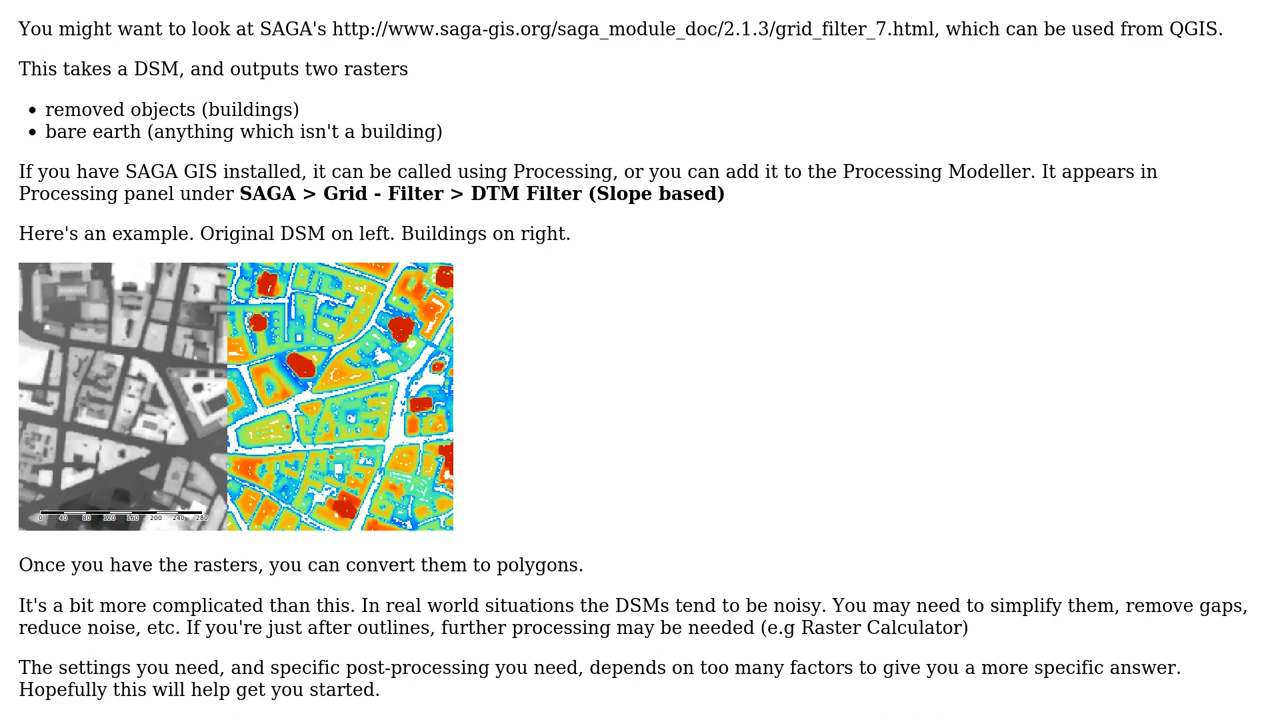 You might want to look at SAGA's http://www.saga-gis.org/saga_module_doc/2.1.3/grid_filter_7.html, which can be used from QGIS.
This takes a DSM, and outputs two rasters
• removed objects (buildings)
• bare earth (anything which isn't a building)
If you have SAGA GIS installed, it can be called using Processing, or you can add it to the Processing Modeller. It appears in
Processing panel under SAGA > Grid - Filter > DTM Filter (Slope based)
Here's an example. Original DSM on left. Buildings on right.
0 40 80 120 160 200 240 280
Once you have the rasters, you can convert them to polygons.
It's a bit more complicated than this. In real world situations the DSMs tend to be noisy. You may need to simplify them, remove gaps,
reduce noise, etc. If you're just after outlines, further processing may be needed (e.g Raster Calculator)
The settings you need, and specific post-processing you need, depends on too many factors to give you a more specific answer.
Hopefully this will help get you started.